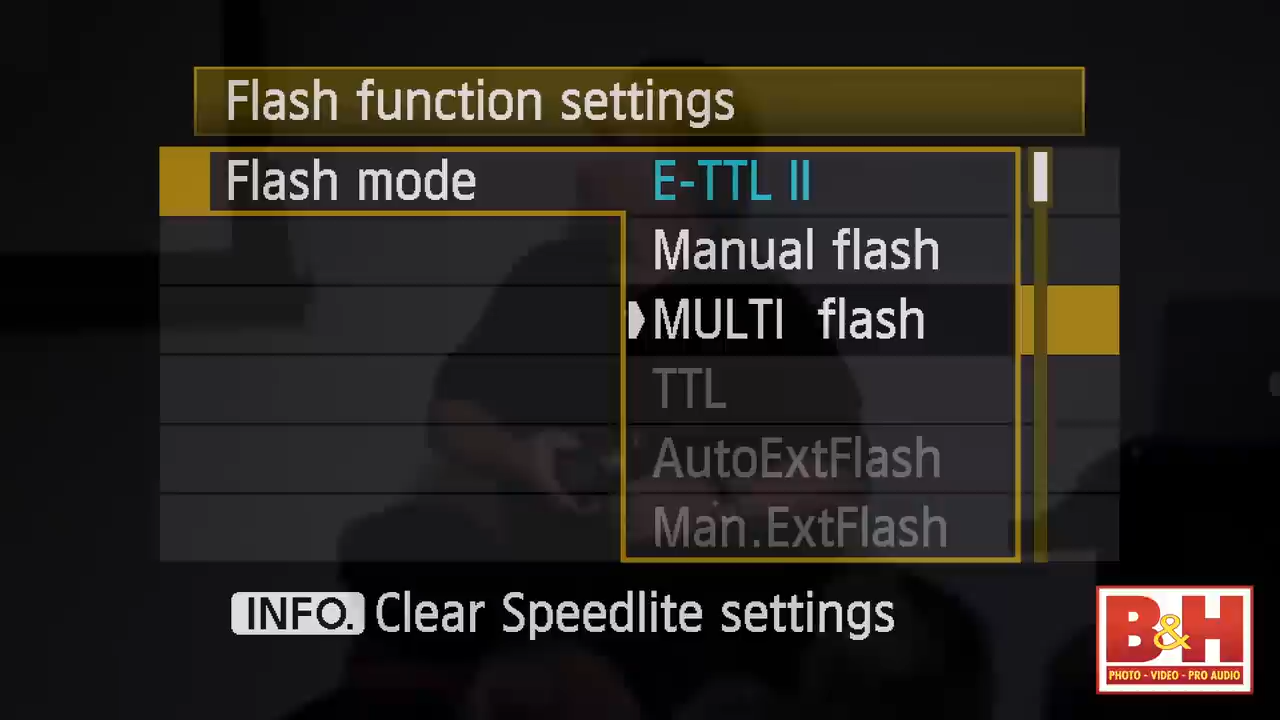 Flash function settings
Flash mode E-TTL II
Manual flash
MULTI flash
TTL
AutoExtFlash
Man.ExtFlash
INFO. Clear Speedlite settings
B&H
PHOTO - VIDEO - PRO AUDIO